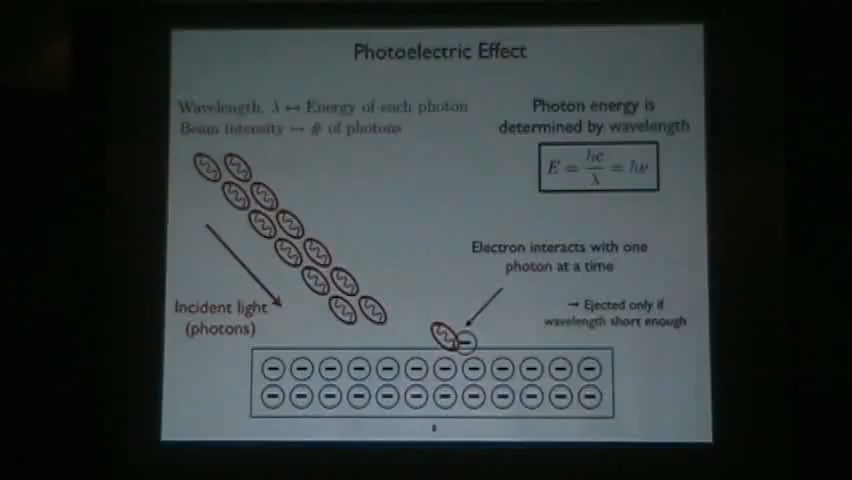 Photoelectric Effect
Wavelength, λ ↔ Energy of each photon
Beam intensity ↔ # of photons
Photon energy is
determined by wavelength
E = hc/λ = hν
Electron interacts with one
photon at a time
→ Ejected only if
wavelength short enough
Incident light
(photons)